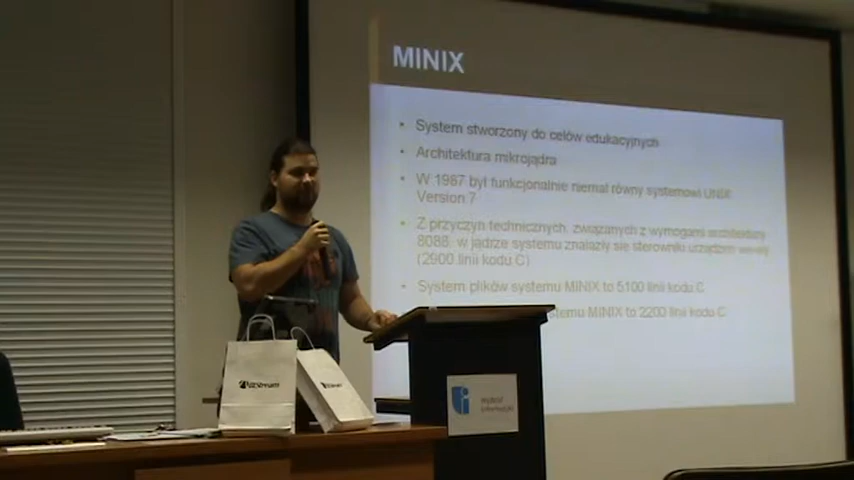 MINIX
• System stworzony do celów edukacyjnych
• Architektura mikrojądra
• W 1987 był funkcjonalnie niemal równy systemowi UNIX
Version 7
• Z przyczyn technicznych, związanych z wymogami architektury
8088, w jądrze systemu znalazły się sterowniki urządzeń
(2900 linii kodu C)
• System plików systemu MINIX to 5100 linii kodu C
systemu MINIX to 2200 linii kodu C